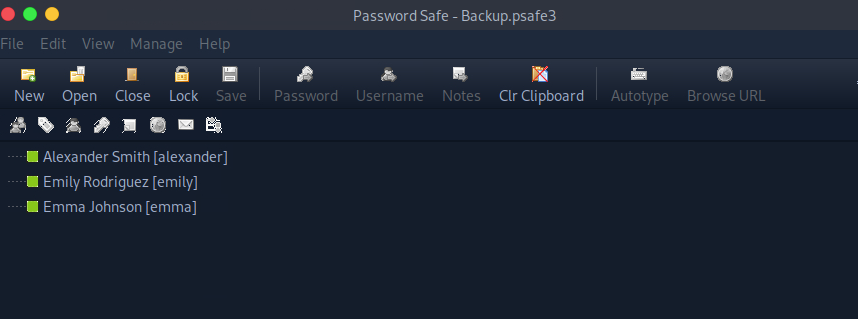 Password Safe - Backup.psafe3
File Edit View Manage Help
New Open Close Lock Save Password Username Notes Clr Clipboard Autotype Browse URL
Alexander Smith [alexander]
Emily Rodriguez [emily]
Emma Johnson [emma]